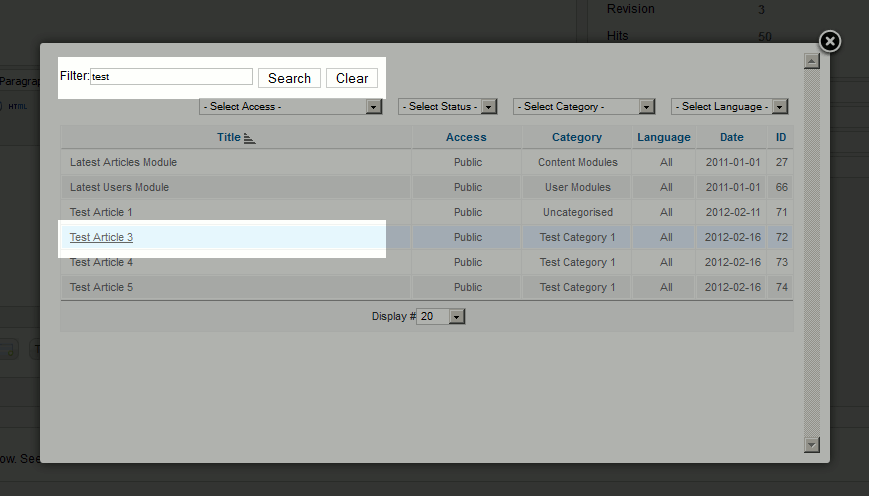 Revision 3
Hits 50
Paragrap
HTML
Filter: test Search Clear
- Select Access - - Select Status - - Select Category - - Select Language -
Title Access Category Language Date ID
Latest Articles Module Public Content Modules All 2011-01-01 27
Latest Users Module Public User Modules All 2011-01-01 66
Test Article 1 Public Uncategorised All 2012-02-11 71
Test Article 3 Public Test Category 1 All 2012-02-16 72
Test Article 4 Public Test Category 1 All 2012-02-16 73
Test Article 5 Public Test Category 1 All 2012-02-16 74
Display # 20
ow. See